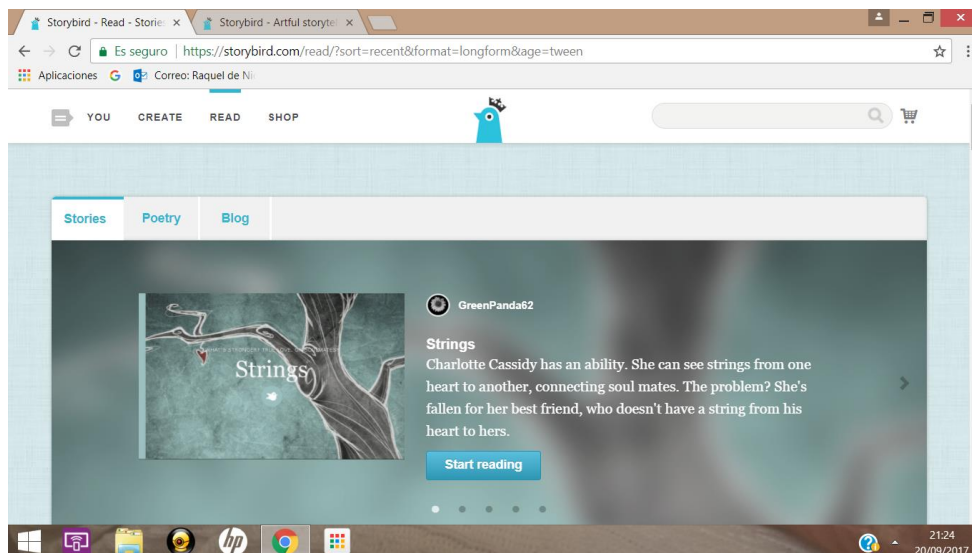 Storybird - Read - Stories
Storybird - Artful storytel
Es seguro | https://storybird.com/read/?sort=recent&format=longform&age=tween
Aplicaciones G Correo: Raquel de Ni
YOU CREATE READ SHOP
Stories Poetry Blog
GreenPanda62
Strings
Strings
Charlotte Cassidy has an ability. She can see strings from one
heart to another, connecting soul mates. The problem? She's
fallen for her best friend, who doesn't have a string from his
heart to hers.
Start reading
hp
21:24
20/09/2017